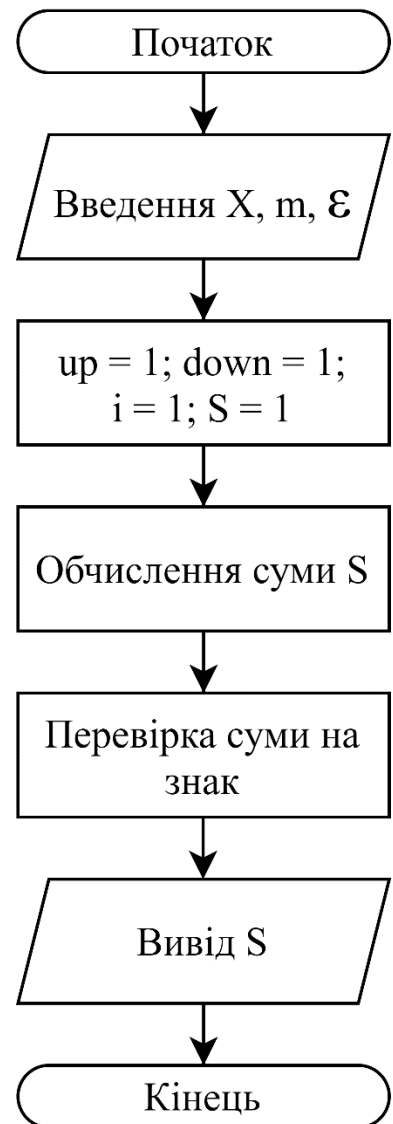 Початок
Введення X, m, ε
up = 1; down = 1;
i = 1; S = 1
Обчислення суми S
Перевірка суми на
знак
Вивід S
Кінець